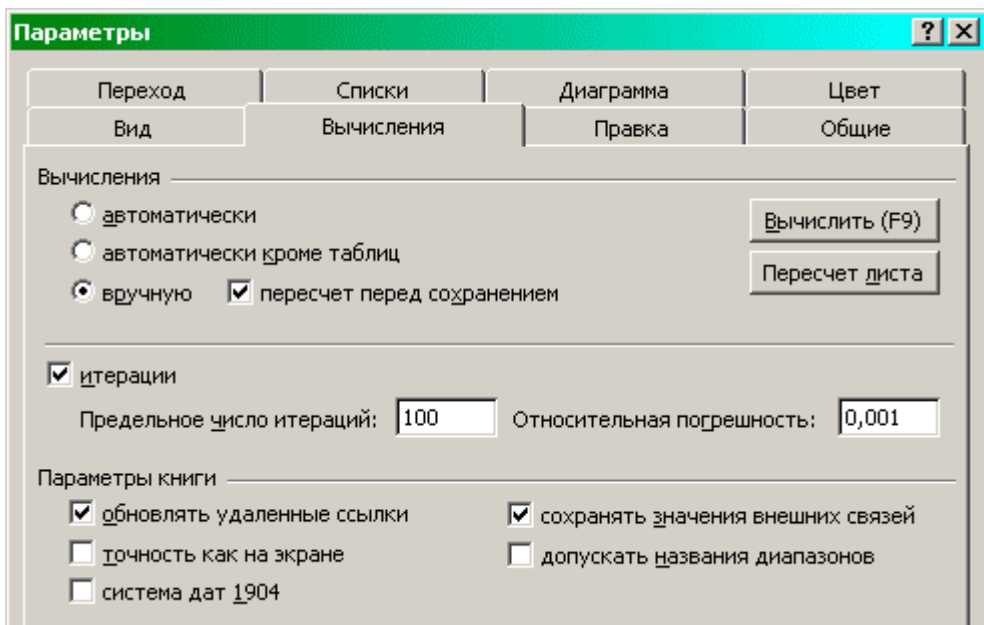 Параметры
Переход Списки Диаграмма Цвет
Вид Вычисления Правка Общие
Вычисления
автоматически
Вычислить (F9)
автоматически кроме таблиц
Пересчет листа
вручную пересчет перед сохранением
итерации
Предельное число итераций: 100 Относительная погрешность: 0,001
Параметры книги
обновлять удаленные ссылки сохранять значения внешних связей
точность как на экране допускать названия диапазонов
система дат 1904